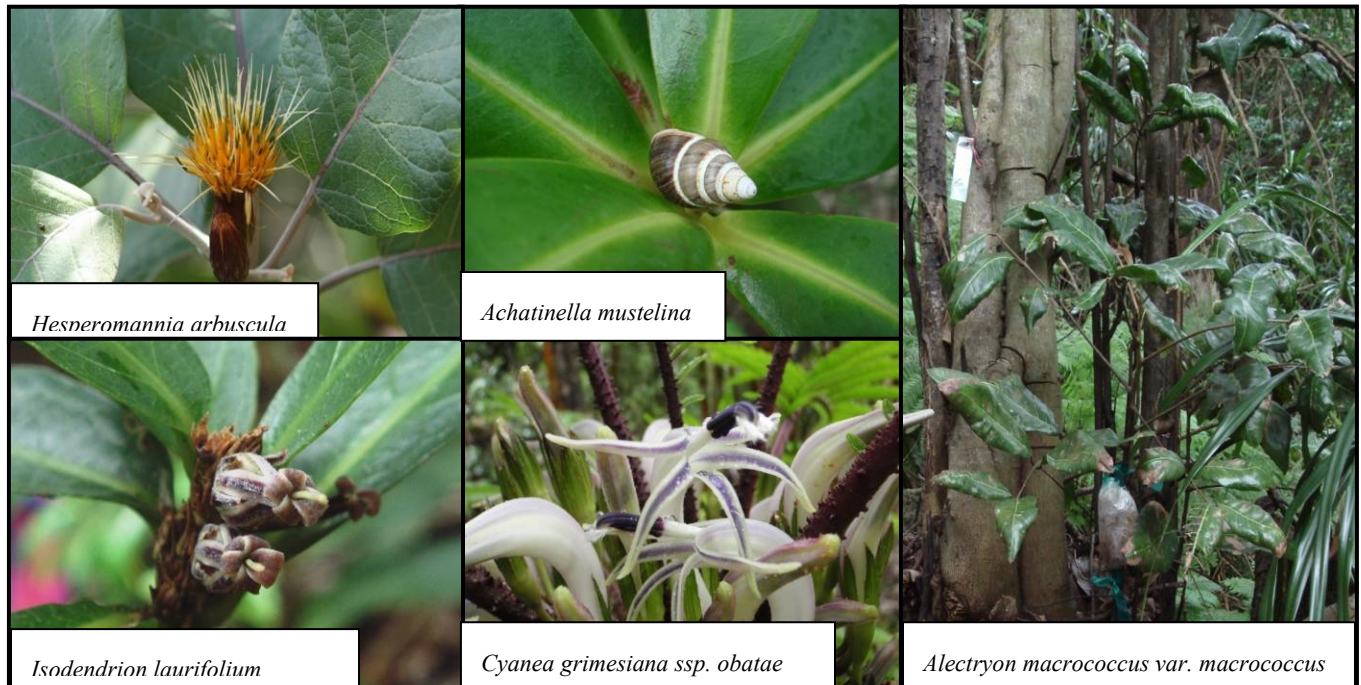 Hesperomannia arbuscula
Achatinella mustelina
Isodendrion laurifolium
Cyanea grimesiana ssp. obatae
Alectryon macrococcus var. macrococcus